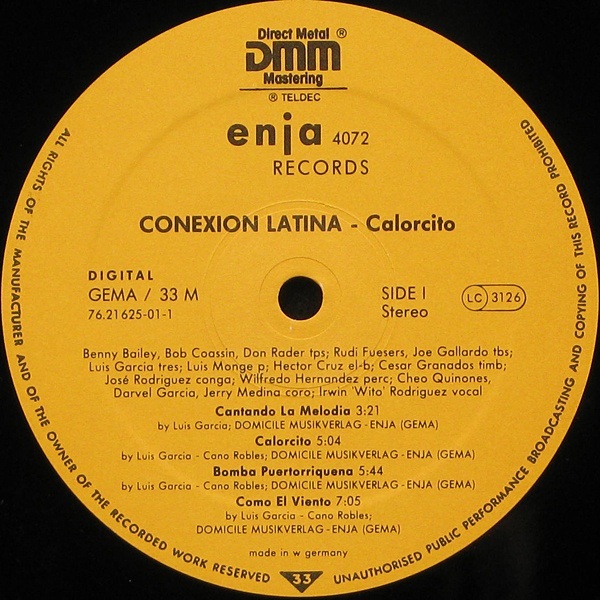 Direct Metal ®
DMM
Mastering
® TELDEC
enja 4072
RECORDS
CONEXION LATINA - Calorcito
DIGITAL
GEMA / 33 M
76.21625-01-1
SIDE I
Stereo
LC 3126
Benny Bailey, Bob Coassin, Don Rader tps; Rudi Fuesers, Joe Gallardo tbs;
Luis Garcia tres; Luis Monge p; Hector Cruz el-b; Cesar Granados timb;
José Rodriguez conga; Wilfredo Hernandez perc; Cheo Quinones,
Darvel Garcia, Jerry Medina coro; Irwin 'Wito' Rodriguez vocal
Cantando La Melodia 3:21
by Luis Garcia; DOMICILE MUSIKVERLAG-ENJA (GEMA)
Calorcito 5:04
by Luis Garcia - Cano Robles; DOMICILE MUSIKVERLAG-ENJA (GEMA)
Bomba Puertorriquena 5:44
by Luis Garcia - Cano Robles; DOMICILE MUSIKVERLAG-ENJA (GEMA)
Como El Viento 7:05
by Luis Garcia - Cano Robles;
DOMICILE MUSIKVERLAG-ENJA (GEMA)
made in w germany
ALL RIGHTS OF THE MANUFACTURER AND OF THE OWNER OF THE RECORDED WORK RESERVED
33
UNAUTHORISED PUBLIC PERFORMANCE BROADCASTING AND COPYING OF THIS RECORD PROHIBITED